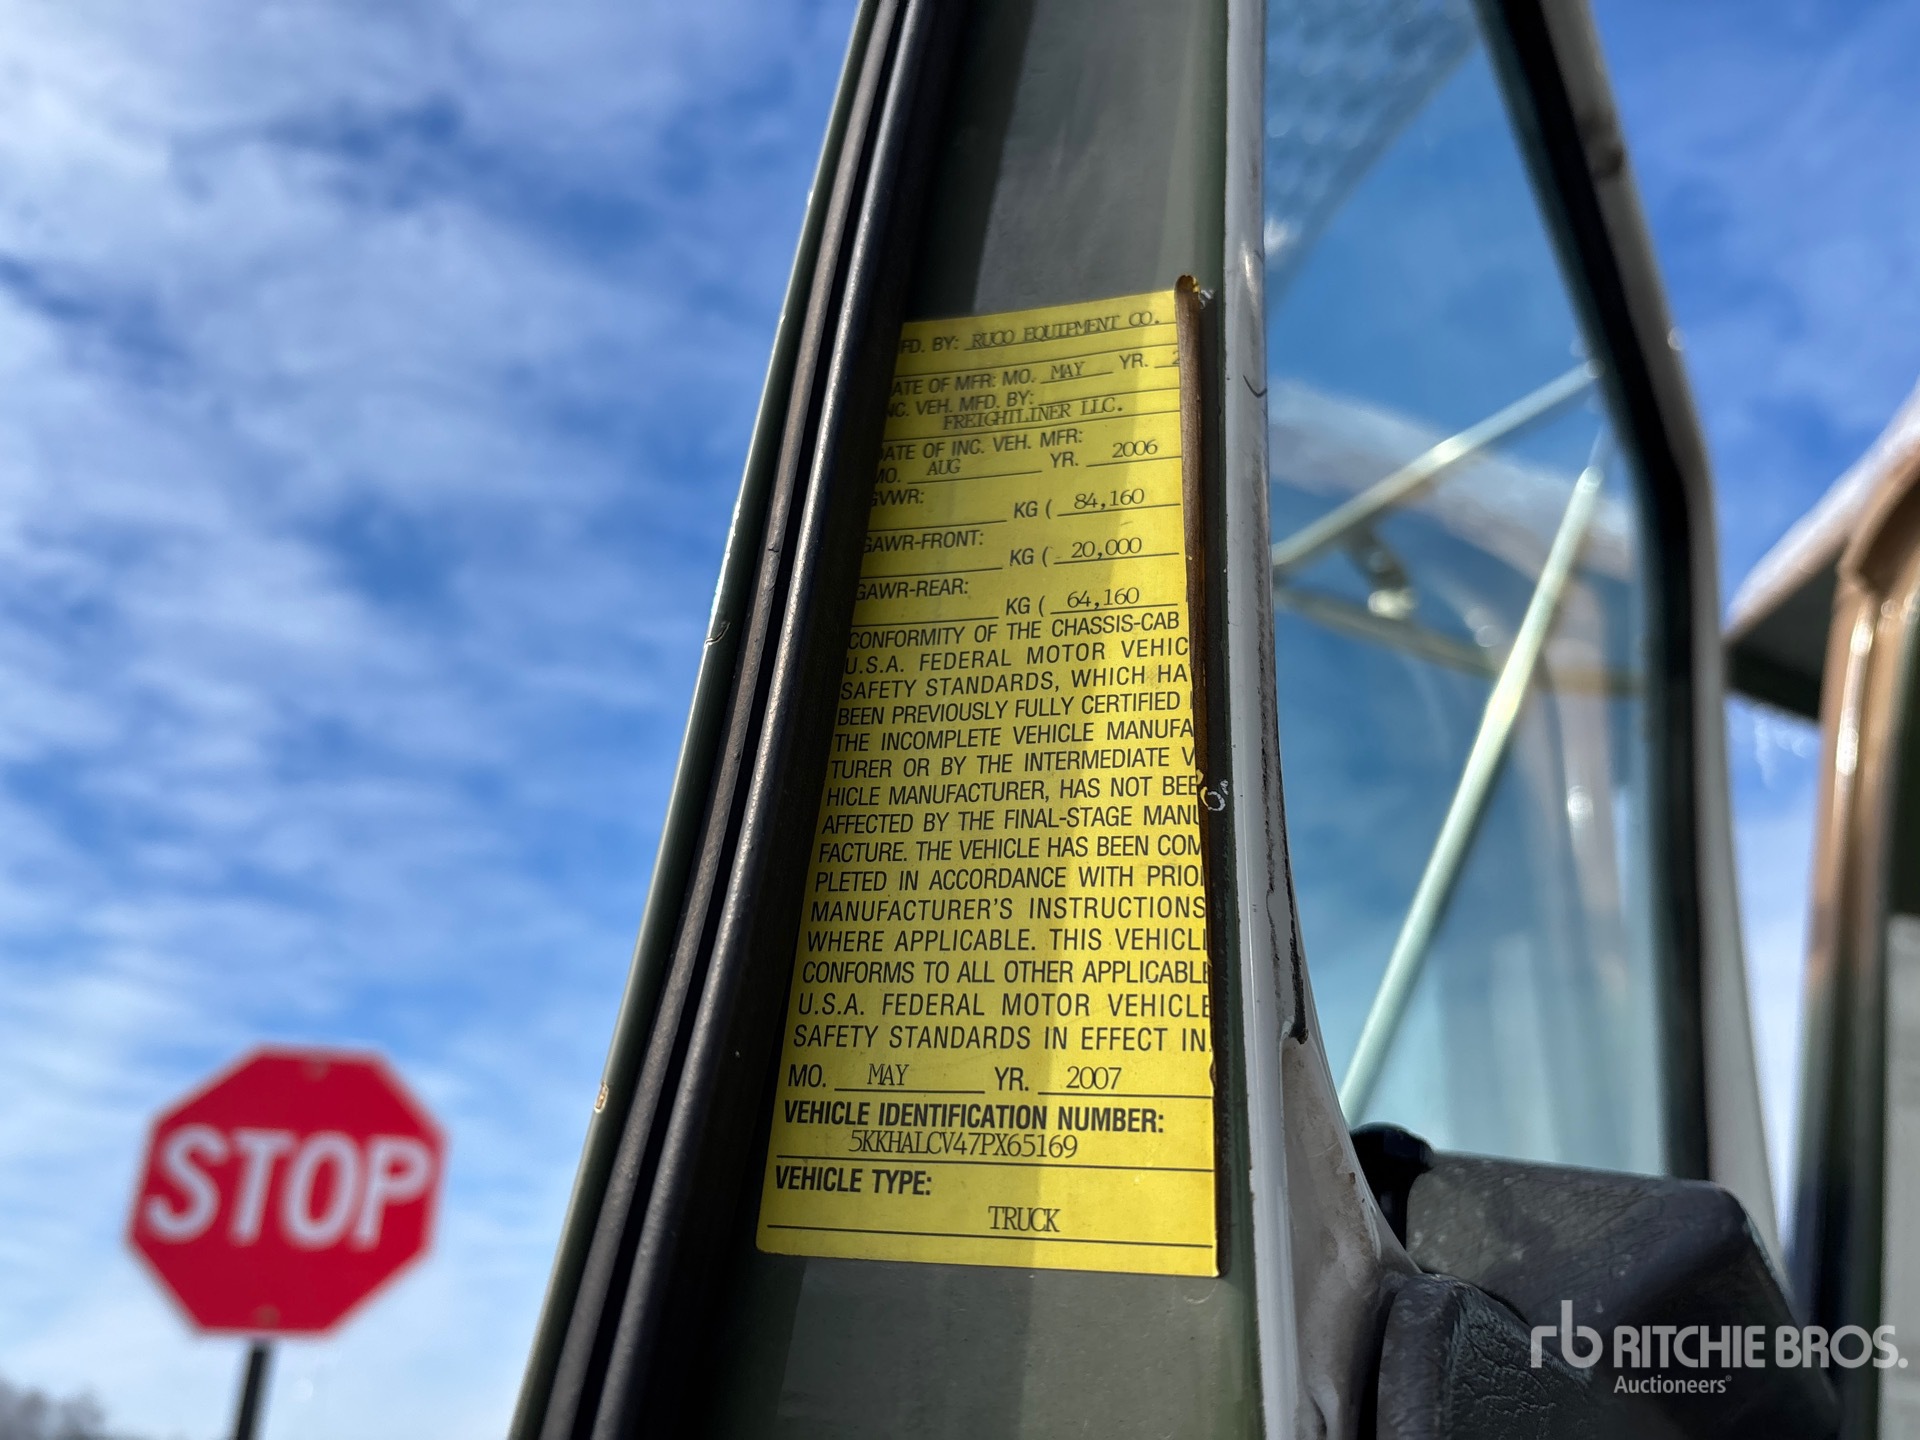 FD. BY: RUCO EQUIPMENT CO.
ATE OF MFR: MO. MAY YR. 2
NC. VEH. MFD. BY:
FREIGHTLINER LLC.
DATE OF INC. VEH. MFR:
MO. AUG YR. 2006
GVWR:
KG ( 84,160
GAWR-FRONT:
KG ( 20,000
GAWR-REAR:
KG ( 64,160
CONFORMITY OF THE CHASSIS-CAB
U.S.A. FEDERAL MOTOR VEHIC
SAFETY STANDARDS, WHICH HA
BEEN PREVIOUSLY FULLY CERTIFIED
THE INCOMPLETE VEHICLE MANUFA
TURER OR BY THE INTERMEDIATE V
HICLE MANUFACTURER, HAS NOT BEE
AFFECTED BY THE FINAL-STAGE MANU
FACTURE. THE VEHICLE HAS BEEN COM
PLETED IN ACCORDANCE WITH PRIO
MANUFACTURER'S INSTRUCTIONS
WHERE APPLICABLE. THIS VEHICL
CONFORMS TO ALL OTHER APPLICABLE
U.S.A. FEDERAL MOTOR VEHICLE
SAFETY STANDARDS IN EFFECT IN
MO. MAY YR. 2007
VEHICLE IDENTIFICATION NUMBER:
5KKHALCV47PX65169
VEHICLE TYPE:
TRUCK
STOP
rb RITCHIE BROS.
Auctioneers